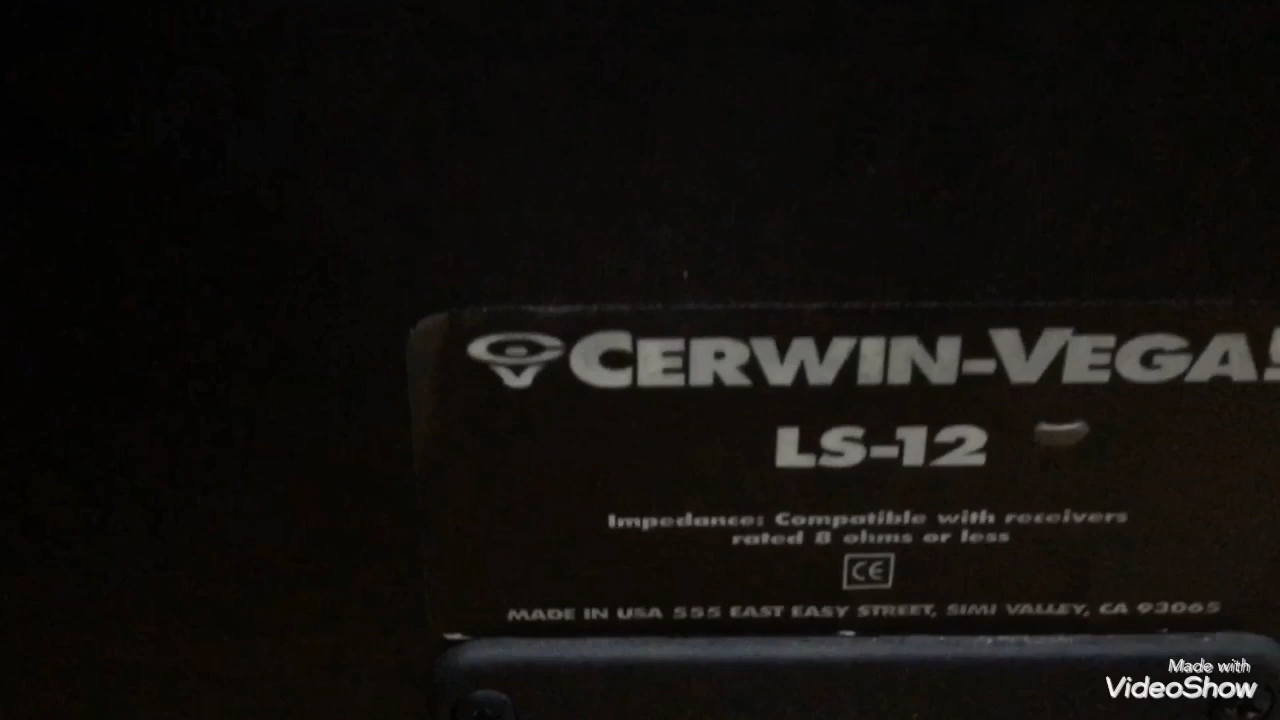 CERWIN-VEGA!
LS-12
Impedance: Compatible with receivers
rated 8 ohms or less
CE
MADE IN USA 555 EAST EASY STREET, SIMI VALLEY, CA 93065
Made with
VideoShow